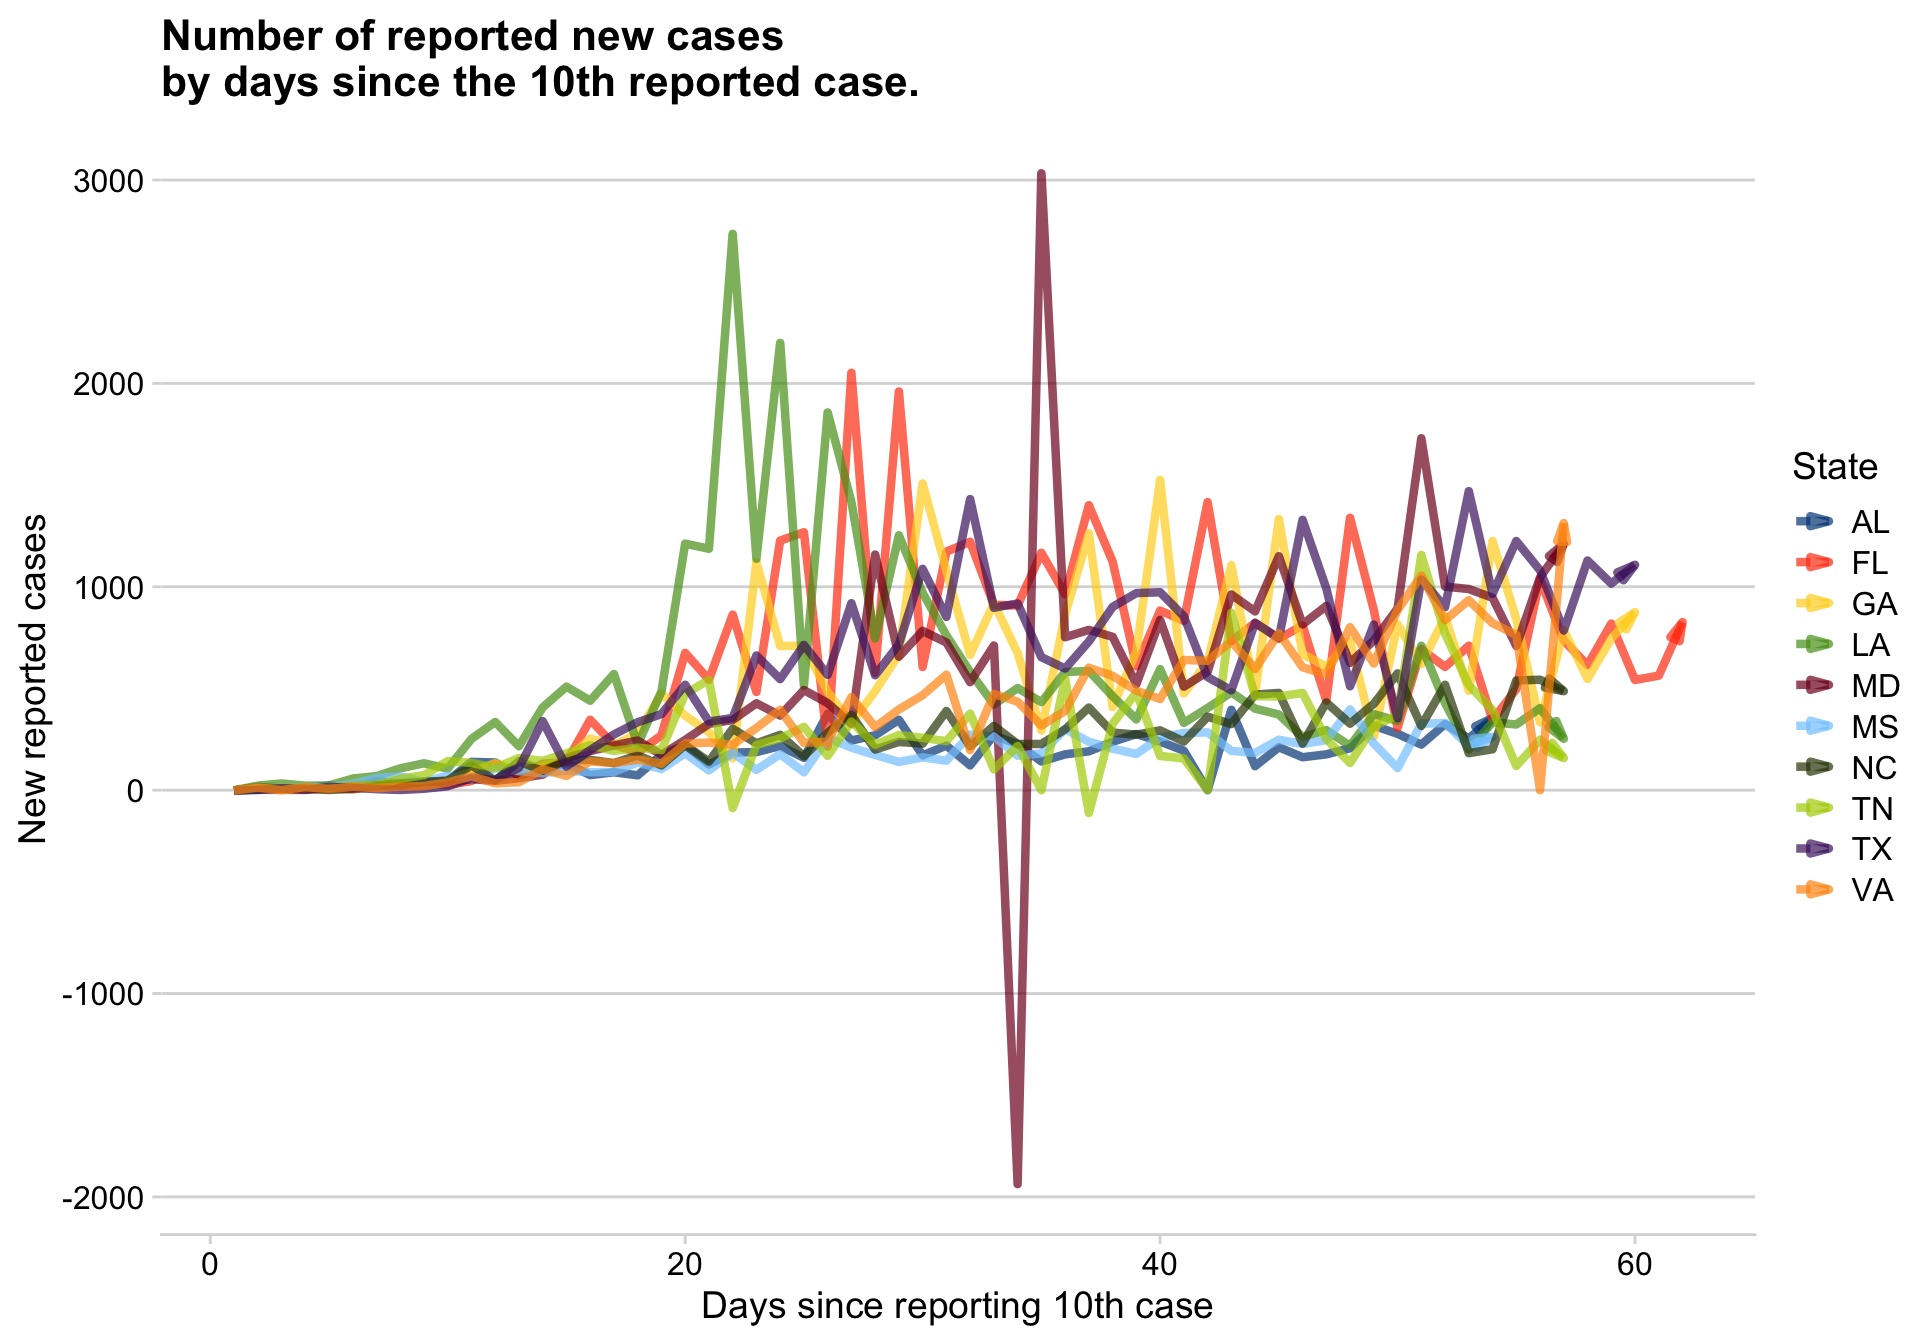 Number of reported new cases
by days since the 10th reported case.
3000
2000
1000
0
-1000
-2000
New reported cases
0
20
40
60
Days since reporting 10th case
State
AL
FL
GA
LA
MD
MS
NC
TN
TX
VA